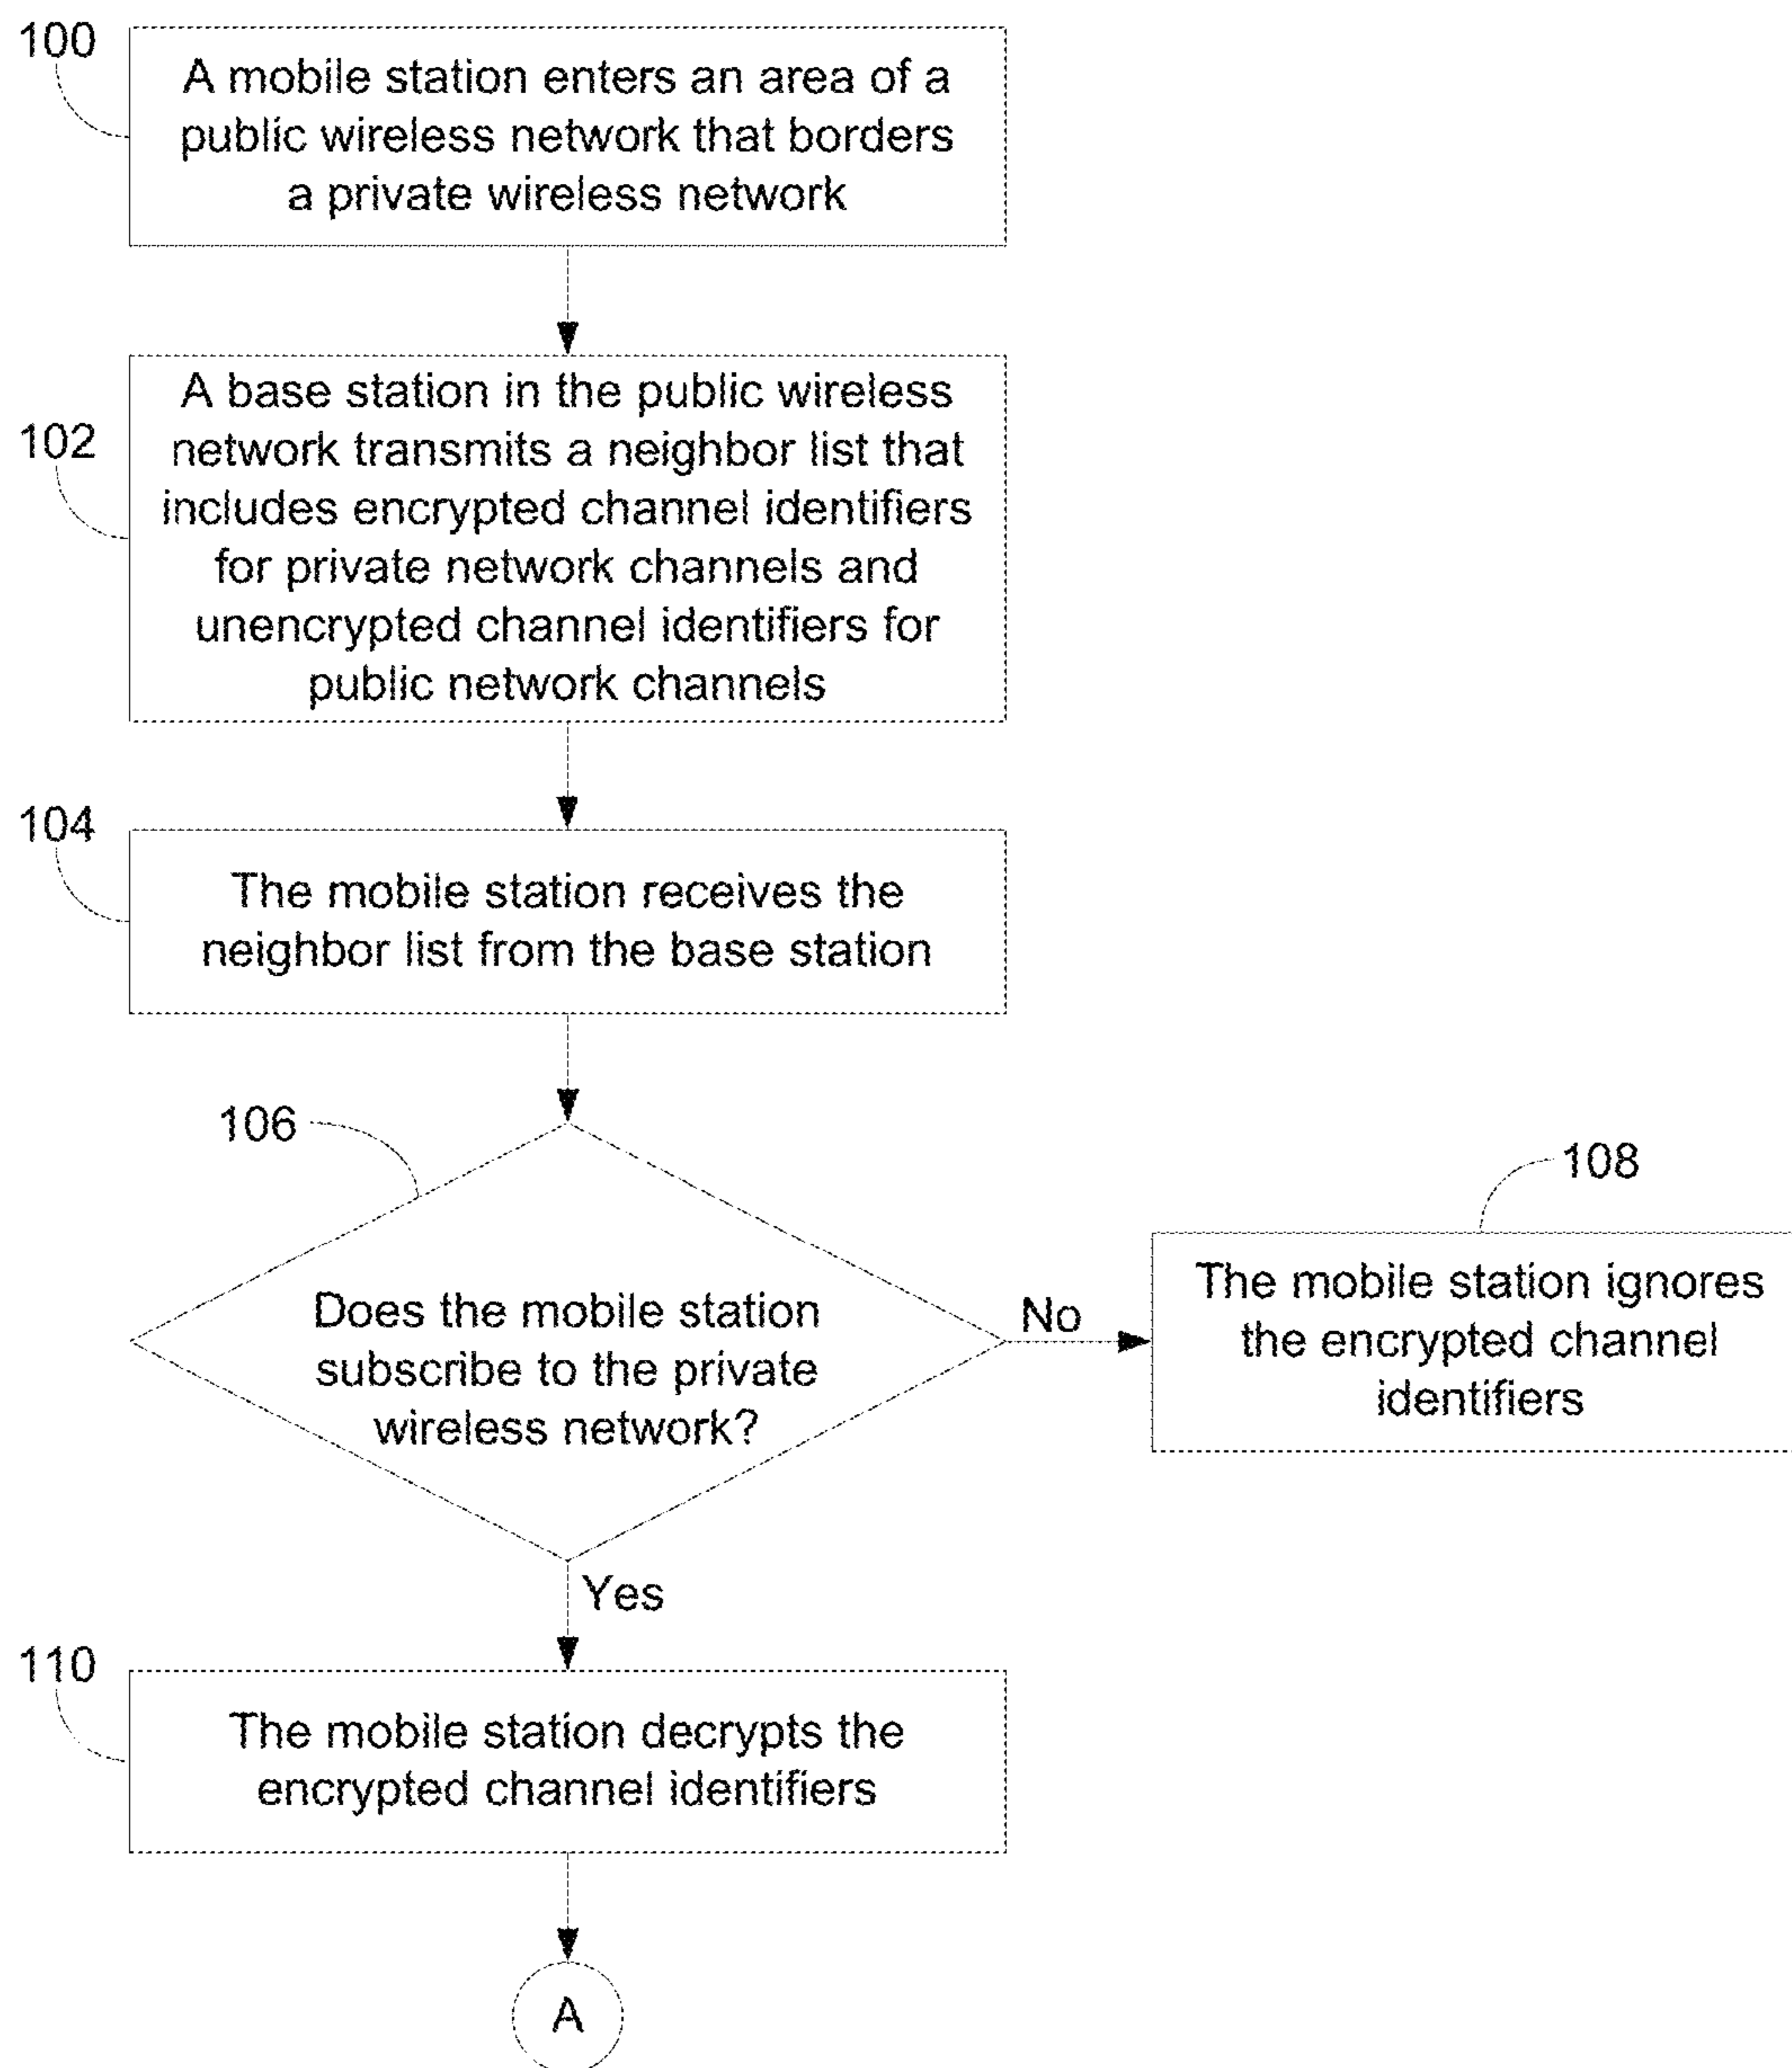 100
A mobile station enters an area of a
public wireless network that borders
a private wireless network
102
A base station in the public wireless
network transmits a neighbor list that
includes encrypted channel identifiers
for private network channels and
unencrypted channel identifiers for
public network channels
104
The mobile station receives the
neighbor list from the base station
106
Does the mobile station
subscribe to the private
wireless network?
No
108
The mobile station ignores
the encrypted channel
identifiers
Yes
110
The mobile station decrypts the
encrypted channel identifiers
A